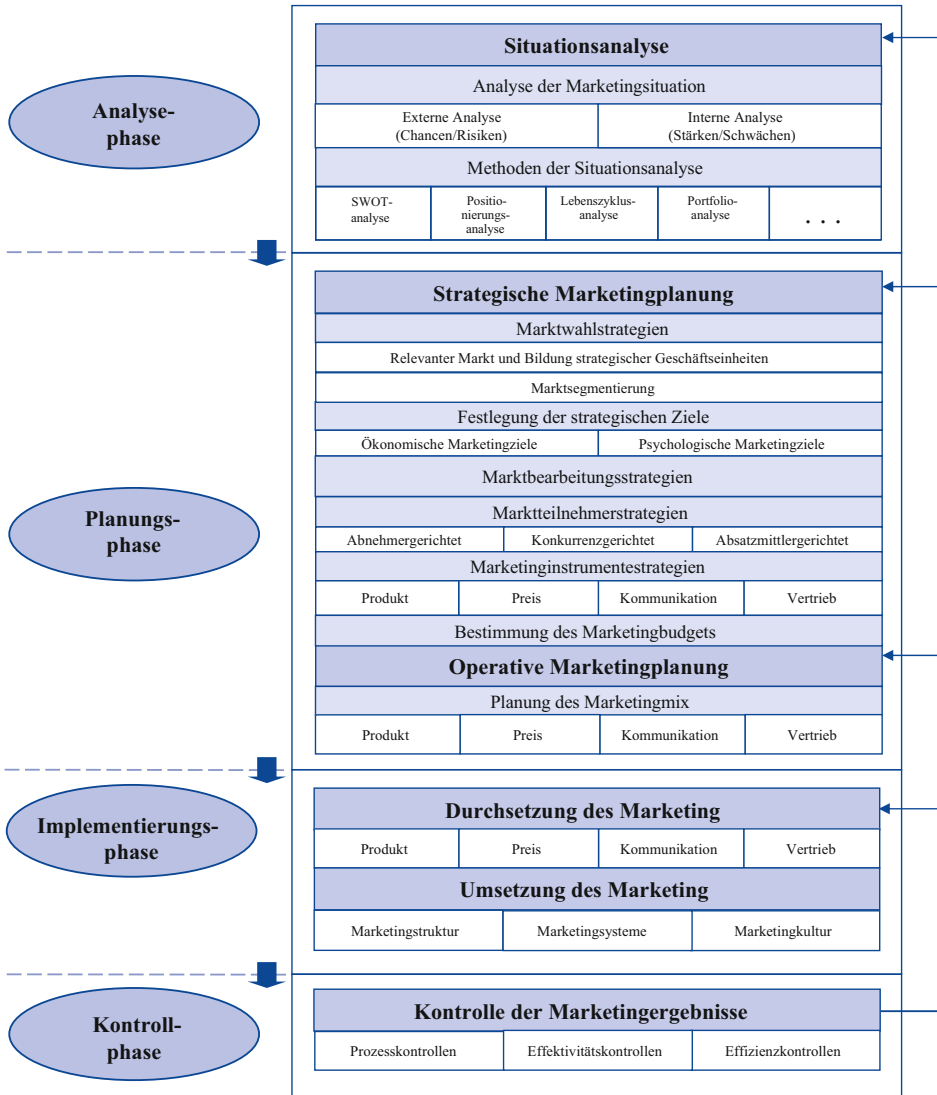 Situationsanalyse
Analyse der Marketingsituation
Analyse-
phase
Externe Analyse
(Chancen/Risiken)
Interne Analyse
(Stärken/Schwächen)
Methoden der Situationsanalyse
SWOT-
analyse
Positio-
nierungs-
analyse
Lebenszyklus-
analyse
Portfolio-
analyse
. . .
Strategische Marketingplanung
Marktwahlstrategien
Relevanter Markt und Bildung strategischer Geschäftseinheiten
Marktsegmentierung
Festlegung der strategischen Ziele
Ökonomische Marketingziele
Psychologische Marketingziele
Marktbearbeitungsstrategien
Planungs-
phase
Marktteilnehmerstrategien
Abnehmergerichtet
Konkurrenzgerichtet
Absatzmittlergerichtet
Marketinginstrumentestrategien
Produkt
Preis
Kommunikation
Vertrieb
Bestimmung des Marketingbudgets
Operative Marketingplanung
Planung des Marketingmix
Produkt
Preis
Kommunikation
Vertrieb
Implementierungs-
phase
Durchsetzung des Marketing
Produkt
Preis
Kommunikation
Vertrieb
Umsetzung des Marketing
Marketingstruktur
Marketingsysteme
Marketingkultur
Kontroll-
phase
Kontrolle der Marketingergebnisse
Prozesskontrollen
Effektivitätskontrollen
Effizienzkontrollen